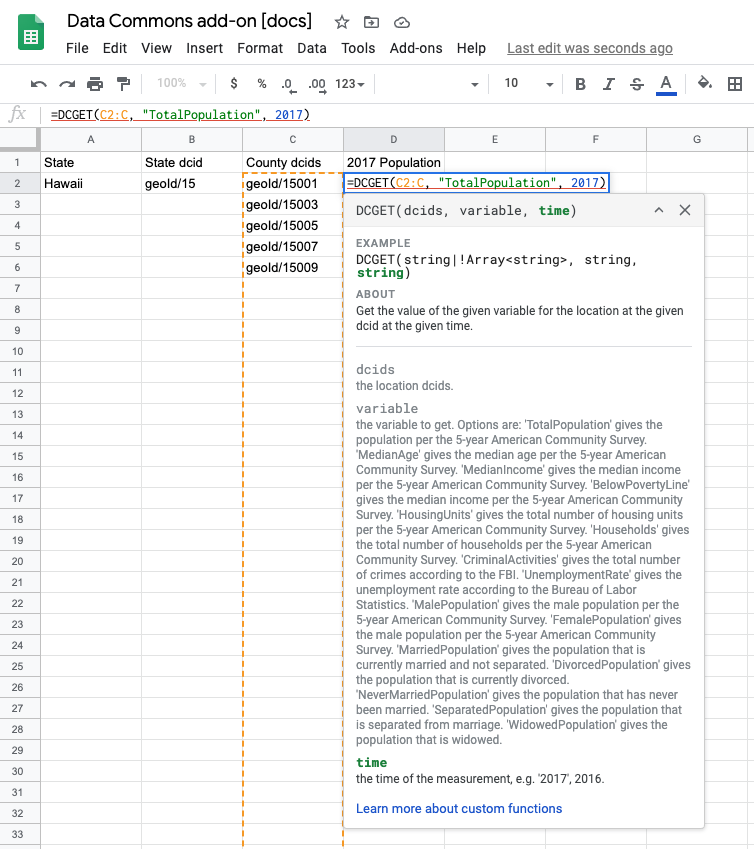 Data Commons add-on [docs]
File Edit View Insert Format Data Tools Add-ons Help Last edit was seconds ago
100% $ % .0 .00 123 10 B I S A
fx =DCGET(C2:C, "TotalPopulation", 2017)
A B C D E F G
1 State State dcid County dcids 2017 Population
2 Hawaii geoId/15 geoId/15001 =DCGET(C2:C, "TotalPopulation", 2017)
3 geoId/15003
4 geoId/15005
5 geoId/15007
6 geoId/15009
7
8
9
10
11
12
13
14
15
16
17
18
19
20
21
22
23
24
25
26
27
28
29
30
31
32
33
DCGET(dcids, variable, time)
EXAMPLE
DCGET(string|!Array<string>, string,
string)
ABOUT
Get the value of the given variable for the location at the given
dcid at the given time.
dcids
the location dcids.
variable
the variable to get. Options are: 'TotalPopulation' gives the
population per the 5-year American Community Survey.
'MedianAge' gives the median age per the 5-year American
Community Survey. 'MedianIncome' gives the median income
per the 5-year American Community Survey. 'BelowPovertyLine'
gives the median income per the 5-year American Community
Survey. 'HousingUnits' gives the total number of housing units
per the 5-year American Community Survey. 'Households' gives
the total number of households per the 5-year American
Community Survey. 'CriminalActivities' gives the total number
of crimes according to the FBI. 'UnemploymentRate' gives the
unemployment rate according to the Bureau of Labor
Statistics. 'MalePopulation' gives the male population per the
5-year American Community Survey. 'FemalePopulation' gives
the male population per the 5-year American Community
Survey. 'MarriedPopulation' gives the population that is
currently married and not separated. 'DivorcedPopulation' gives
the population that is currently divorced.
'NeverMarriedPopulation' gives the population that has never
been married. 'SeparatedPopulation' gives the population that
is separated from marriage. 'WidowedPopulation' gives the
population that is widowed.
time
the time of the measurement, e.g. '2017', 2016.
Learn more about custom functions